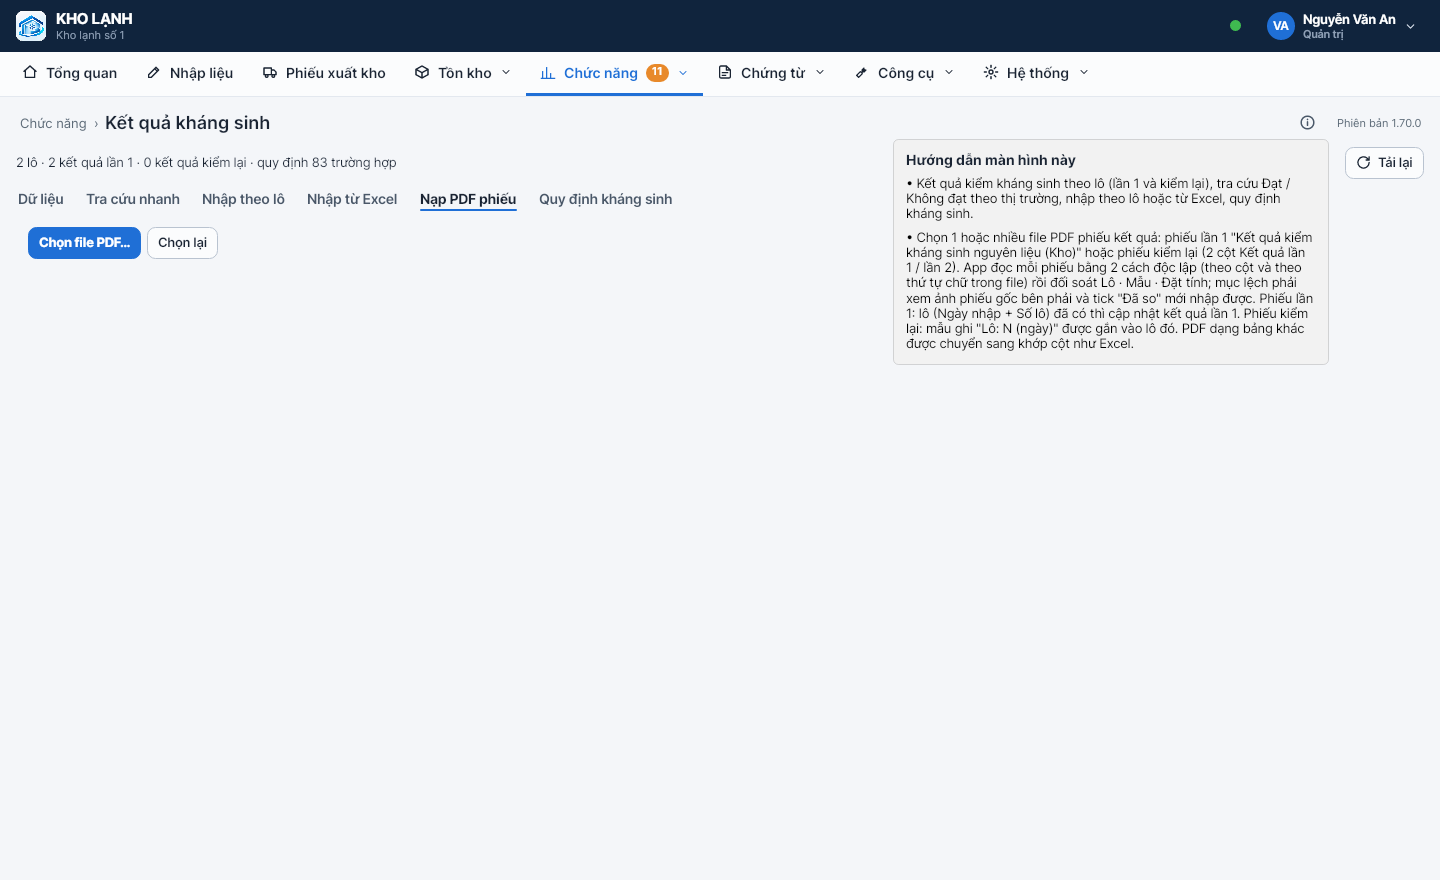 KHO LẠNH
Kho lạnh số 1
VA
Nguyễn Văn An
Quản trị
Tổng quan
Nhập liệu
Phiếu xuất kho
Tồn kho
Chức năng
11
Chứng từ
Công cụ
Hệ thống
Chức năng › Kết quả kháng sinh
Phiên bản 1.70.0
2 lô · 2 kết quả lần 1 · 0 kết quả kiểm lại · quy định 83 trường hợp
Tải lại
Dữ liệu
Tra cứu nhanh
Nhập theo lô
Nhập từ Excel
Nạp PDF phiếu
Quy định kháng sinh
Chọn file PDF...
Chọn lại
Hướng dẫn màn hình này
• Kết quả kiểm kháng sinh theo lô (lần 1 và kiểm lại), tra cứu Đạt /
Không đạt theo thị trường, nhập theo lô hoặc từ Excel, quy định
kháng sinh.
• Chọn 1 hoặc nhiều file PDF phiếu kết quả: phiếu lần 1 "Kết quả kiểm
kháng sinh nguyên liệu (Kho)" hoặc phiếu kiểm lại (2 cột Kết quả lần
1 / lần 2). App đọc mỗi phiếu bằng 2 cách độc lập (theo cột và theo
thứ tự chữ trong file) rồi đối soát Lô · Mẫu · Đặt tính; mục lệch phải
xem ảnh phiếu gốc bên phải và tick "Đã so" mới nhập được. Phiếu lần
1: lô (Ngày nhập + Số lô) đã có thì cập nhật kết quả lần 1. Phiếu kiểm
lại: mẫu ghi "Lô: N (ngày)" được gắn vào lô đó. PDF dạng bảng khác
được chuyển sang khớp cột như Excel.